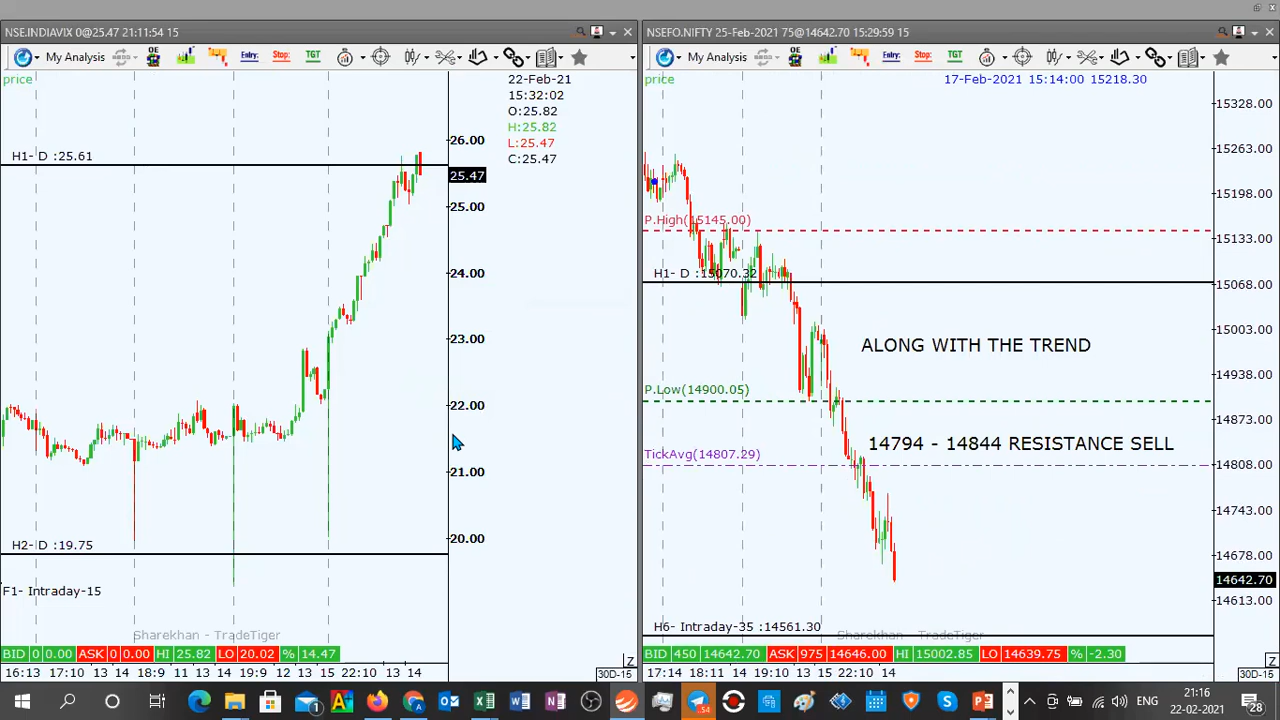 NSE.INDIAVIX 0@25.47 21:11:54 15
My Analysis
Entry:
Stop:
TGT
price
22-Feb-21
15:32:02
O:25.82
H:25.82
L:25.47
C:25.47
H1- D :25.61
26.00
25.47
25.00
24.00
23.00
22.00
21.00
20.00
H2- D :19.75
F1- Intraday-15
Sharekhan - TradeTiger
BID 0 0.00 ASK 0 0.00 HI 25.82 LO 20.02 % 14.47
16:13 17:10 13 14 18:9 11 13 15 19:9 12 13 15 22:10 13 14
30D-15
Z
NSEFO.NIFTY 25-Feb-2021 75@14642.70 15:29:59 15
My Analysis
OE
Entry:
Stop:
TGT
price
17-Feb-2021 15:14:00 15218.30
15328.00
15263.00
15198.00
P.High(15145.00)
15133.00
H1- D :15070.32
15068.00
15003.00
ALONG WITH THE TREND
14938.00
P.Low(14900.05)
14873.00
14794 - 14844 RESISTANCE SELL
TickAvg(14807.29)
14808.00
14743.00
14678.00
14642.70
14613.00
H6- Intraday-35 :14561.30
Sharekhan - TradeTiger
BID 450 14642.70 ASK 975 14646.00 HI 15002.85 LO 14639.75 % -2.30
17:14 18:11 14 19:10 13 15 22:10 14
30D-15
Z
54
ENG
21:16
22-02-2021
28